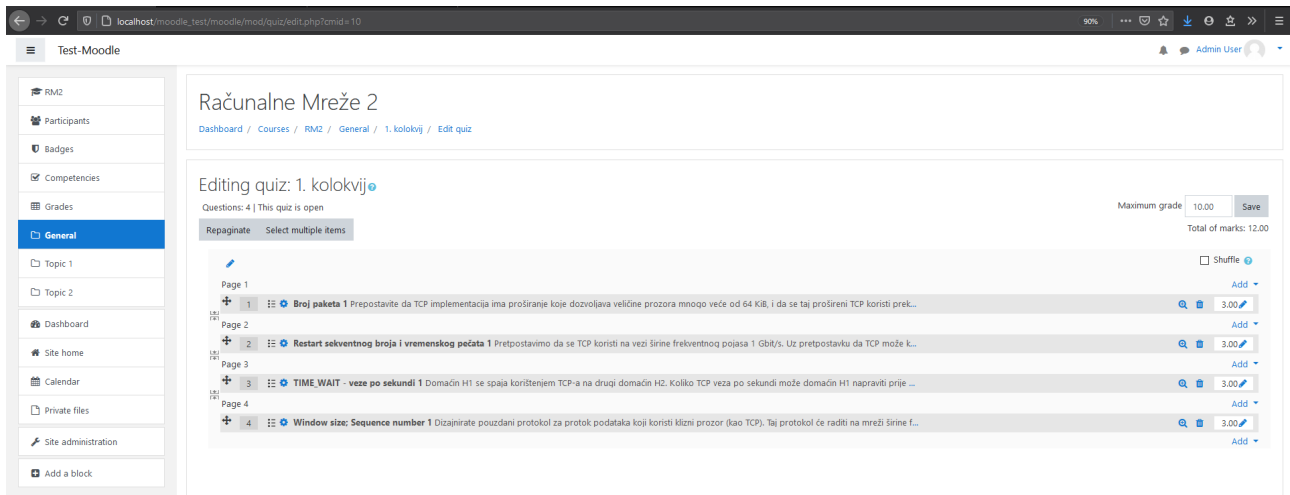 localhost/moodle_test/moodle/mod/quiz/edit.php?cmid=10
90%
Test-Moodle
Admin User
RM2
Participants
Badges
Competencies
Grades
General
Topic 1
Topic 2
Dashboard
Site home
Calendar
Private files
Site administration
Add a block
Računalne Mreže 2
Dashboard / Courses / RM2 / General / 1. kolokvij / Edit quiz
Editing quiz: 1. kolokvij
Questions: 4 | This quiz is open
Maximum grade 10.00 Save
Repaginate Select multiple items
Total of marks: 12.00
Shuffle
Page 1 Add
1 Broj paketa 1 Prepostavite da TCP implementacija ima proširanje koje dozvoljava veličine prozora mnogo veće od 64 KiB, i da se taj prošireni TCP koristi prek... 3.00
Page 2 Add
2 Restart sekventnog broja i vremenskog pečata 1 Pretpostavimo da se TCP koristi na vezi širine frekventnog pojasa 1 Gbit/s. Uz pretpostavku da TCP može k... 3.00
Page 3 Add
3 TIME_WAIT - veze po sekundi 1 Domaćin H1 se spaja korištenjem TCP-a na drugi domaćin H2. Koliko TCP veza po sekundi može domaćin H1 napraviti prije ... 3.00
Page 4 Add
4 Window size; Sequence number 1 Dizajnirate pouzdani protokol za protok podataka koji koristi klizni prozor (kao TCP). Taj protokol će raditi na mreži širine f... 3.00
Add